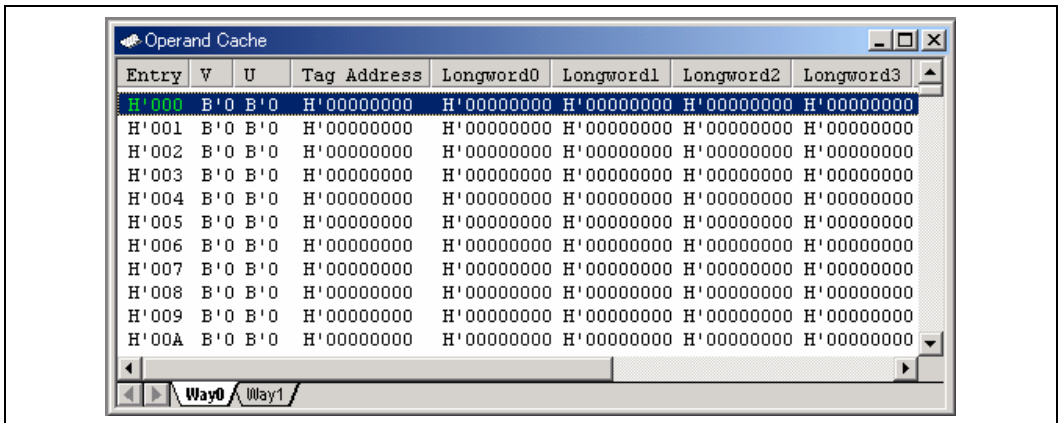 Operand Cache
Entry V U Tag Address Longword0 Longword1 Longword2 Longword3
H'000 B'0 B'0 H'00000000 H'00000000 H'00000000 H'00000000 H'00000000
H'001 B'0 B'0 H'00000000 H'00000000 H'00000000 H'00000000 H'00000000
H'002 B'0 B'0 H'00000000 H'00000000 H'00000000 H'00000000 H'00000000
H'003 B'0 B'0 H'00000000 H'00000000 H'00000000 H'00000000 H'00000000
H'004 B'0 B'0 H'00000000 H'00000000 H'00000000 H'00000000 H'00000000
H'005 B'0 B'0 H'00000000 H'00000000 H'00000000 H'00000000 H'00000000
H'006 B'0 B'0 H'00000000 H'00000000 H'00000000 H'00000000 H'00000000
H'007 B'0 B'0 H'00000000 H'00000000 H'00000000 H'00000000 H'00000000
H'008 B'0 B'0 H'00000000 H'00000000 H'00000000 H'00000000 H'00000000
H'009 B'0 B'0 H'00000000 H'00000000 H'00000000 H'00000000 H'00000000
H'00A B'0 B'0 H'00000000 H'00000000 H'00000000 H'00000000 H'00000000
Way0 Way1